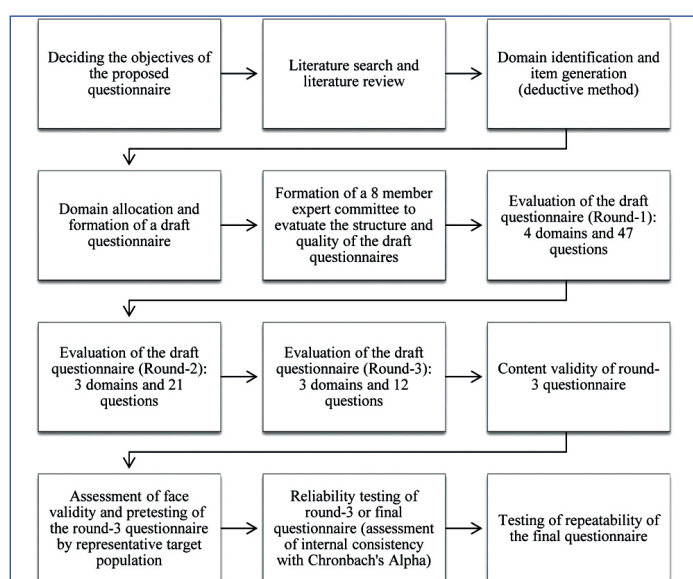 Deciding the objectives of
the proposed
questionnaire
Literature search and
literature review
Domain identification and
item generation
(deductive method)
Domain allocation and
formation of a draft
questionnaire
Formation of a 8 member
expert committee to
evaluate the structure and
quality of the draft
questionnaires
Evaluation of the draft
questionnaire (Round-1):
4 domains and 47
questions
Evaluation of the draft
questionnaire (Round-2):
3 domains and 21
questions
Evaluation of the draft
questionnaire (Round-3):
3 domains and 12
questions
Content validity of round-
3 questionnaire
Assessment of face
validity and pretesting of
the round-3 questionnaire
by representative target
population
Reliability testing of
round-3 or final
questionnaire (assessment
of internal consistency
with Chronbach's Alpha)
Testing of repeatability of
the final questionnaire